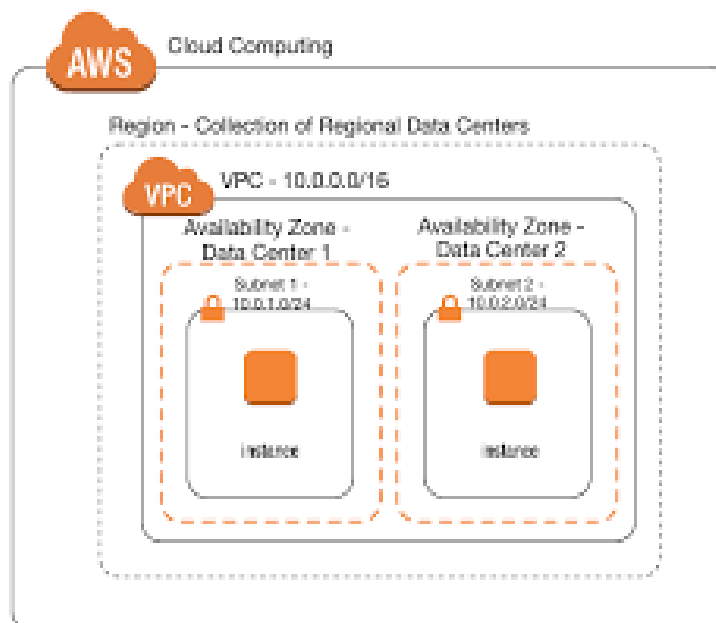 AWS
Cloud Computing
Region - Collection of Regional Data Centers
VPC
VPC - 10.0.0.0/16
Availability Zone -
Data Center 1
Availability Zone -
Data Center 2
Subnet 1 -
10.0.1.0/24
Subnet 2 -
10.0.2.0/24
instance
instance